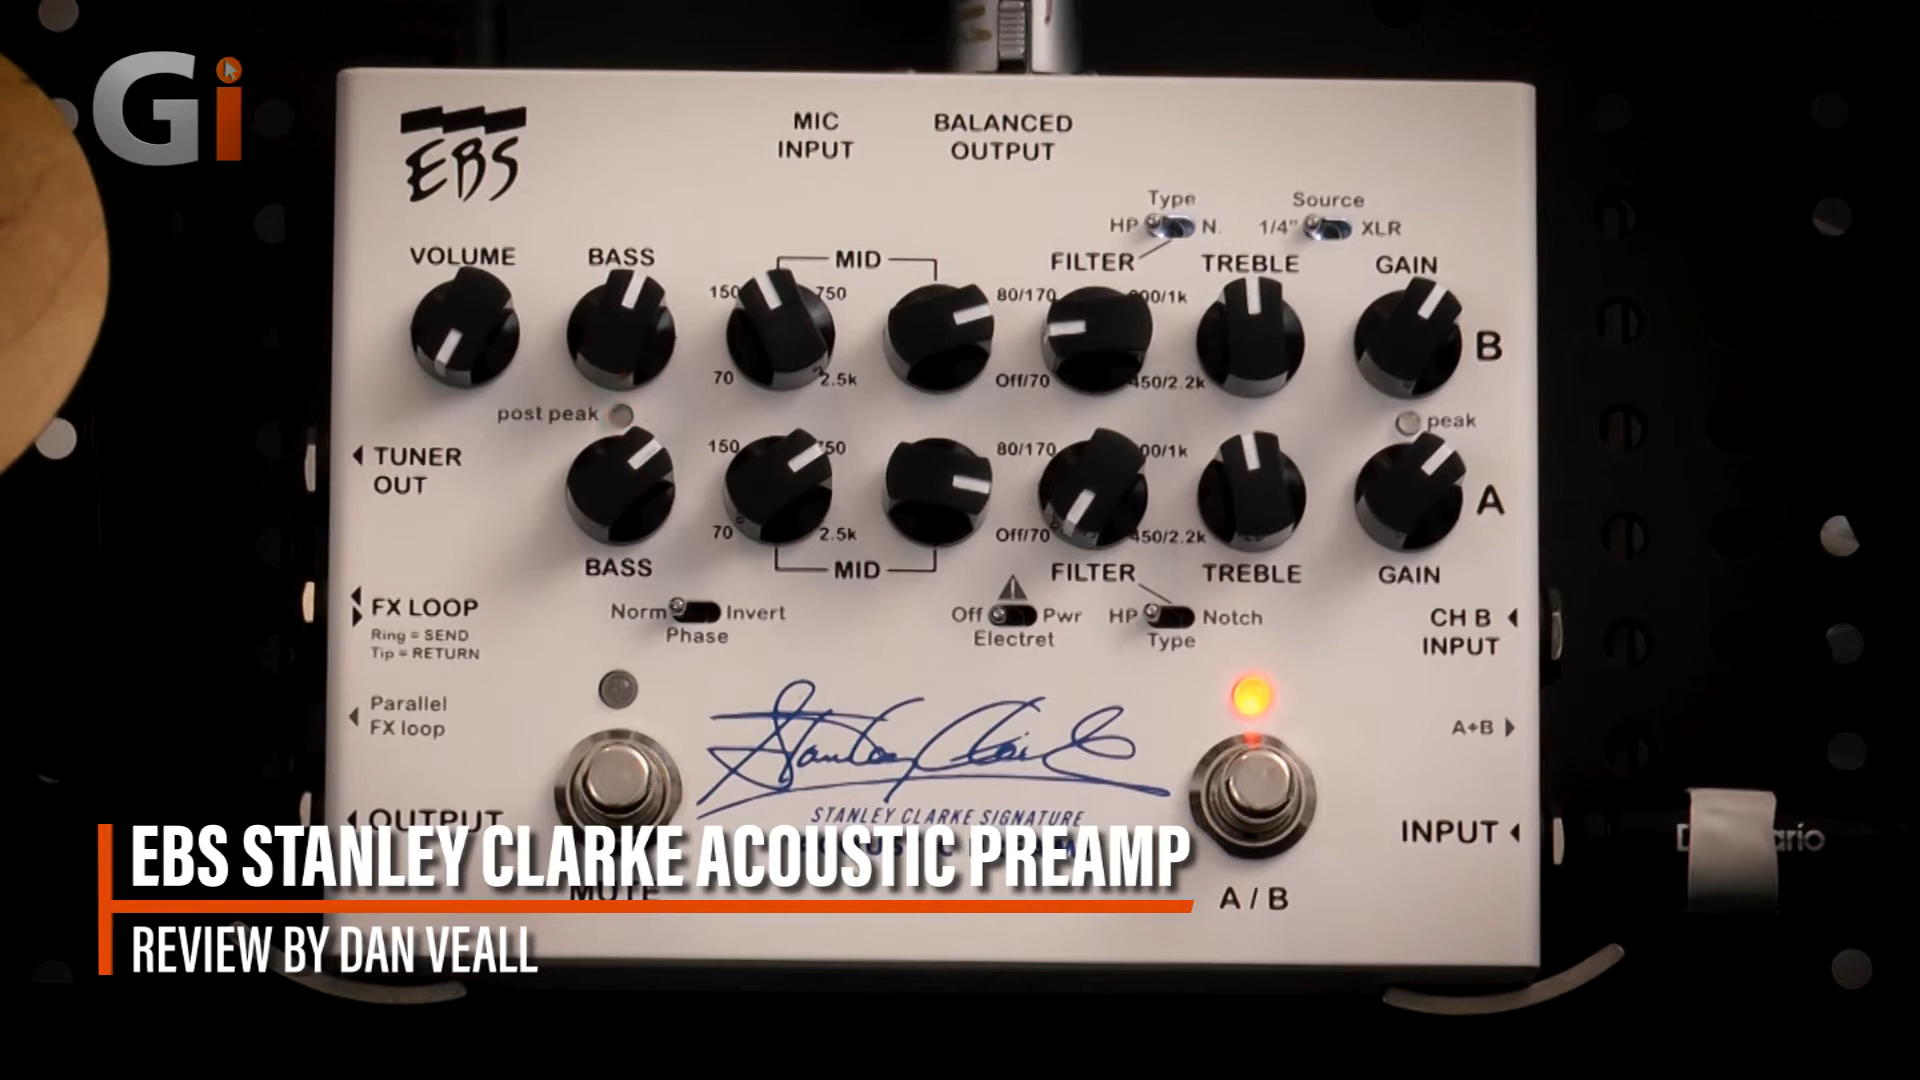 Gi
EBS
MIC
INPUT
BALANCED
OUTPUT
Type
HP N.
Source
1/4" XLR
VOLUME
BASS
MID
FILTER
TREBLE
GAIN
150
750
80/170
70
2.5k
Off/70
450/2.2k
B
post peak
peak
TUNER
OUT
150
80/170
70
2.5k
Off/70
450/2.2k
A
BASS
MID
FILTER
TREBLE
GAIN
FX LOOP
Ring = SEND
Tip = RETURN
Norm Invert
Phase
Off Pwr
Electret
HP Notch
Type
CH B
INPUT
Parallel
FX loop
A+B
Stanley Clarke
STANLEY CLARKE SIGNATURE
OUTPUT
INPUT
MUTE
A / B
EBS STANLEY CLARKE ACOUSTIC PREAMP
REVIEW BY DAN VEALL